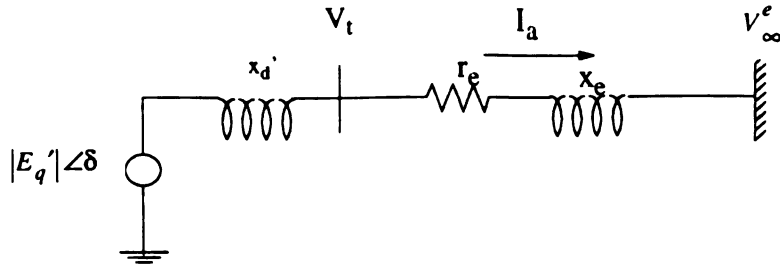 V_t
I_a
V_∞^e
x_d'
r_e
x_e
|E_q'|∠δ